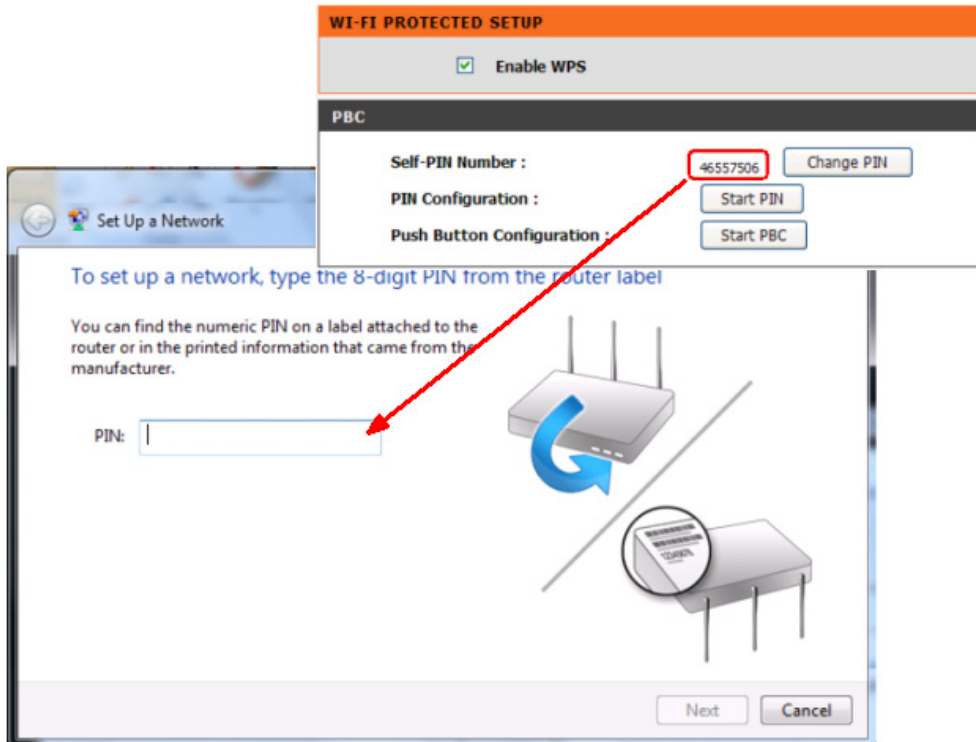 WI-FI PROTECTED SETUP
Enable WPS
PBC
Self-PIN Number :
46557506
Change PIN
PIN Configuration :
Start PIN
Push Button Configuration :
Start PBC
Set Up a Network
To set up a network, type the 8-digit PIN from the router label
You can find the numeric PIN on a label attached to the
router or in the printed information that came from the
manufacturer.
PIN:
12345678
Next
Cancel